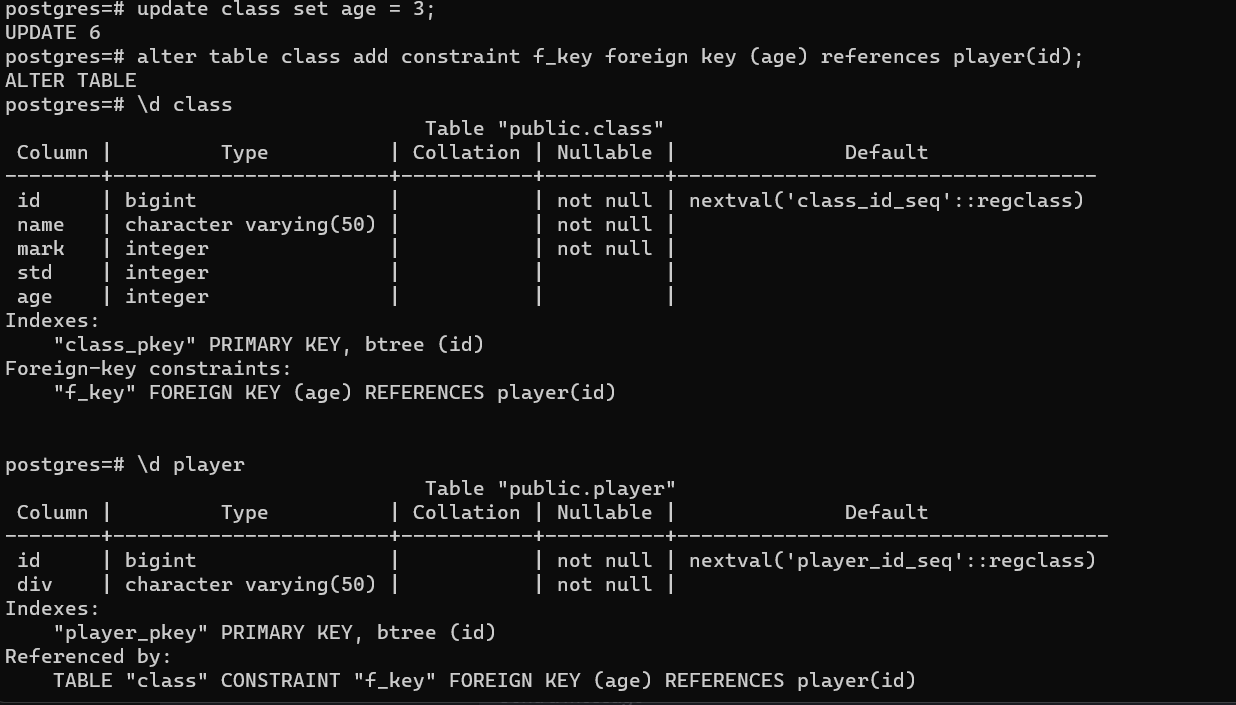 postgres=# update class set age = 3;
UPDATE 6
postgres=# alter table class add constraint f_key foreign key (age) references player(id);
ALTER TABLE
postgres=# \d class
                                   Table "public.class"
 Column |         Type          | Collation | Nullable |              Default
--------+-----------------------+-----------+----------+-----------------------------------
 id     | bigint                |           | not null | nextval('class_id_seq'::regclass)
 name   | character varying(50) |           | not null |
 mark   | integer               |           | not null |
 std    | integer               |           |          |
 age    | integer               |           |          |
Indexes:
    "class_pkey" PRIMARY KEY, btree (id)
Foreign-key constraints:
    "f_key" FOREIGN KEY (age) REFERENCES player(id)


postgres=# \d player
                                   Table "public.player"
 Column |         Type          | Collation | Nullable |              Default
--------+-----------------------+-----------+----------+------------------------------------
 id     | bigint                |           | not null | nextval('player_id_seq'::regclass)
 div    | character varying(50) |           | not null |
Indexes:
    "player_pkey" PRIMARY KEY, btree (id)
Referenced by:
    TABLE "class" CONSTRAINT "f_key" FOREIGN KEY (age) REFERENCES player(id)